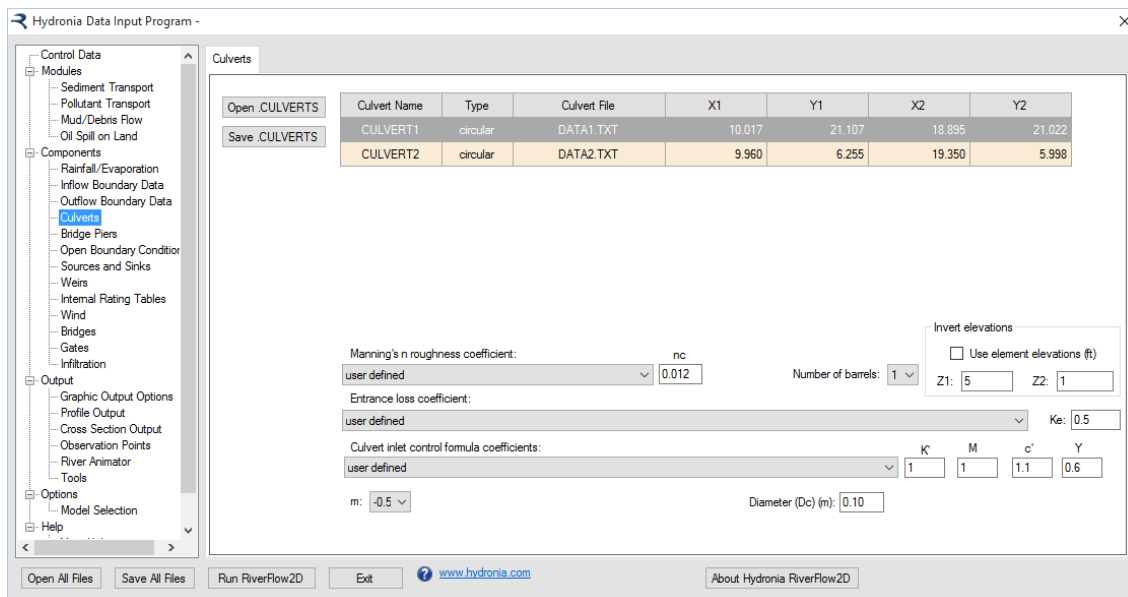 Hydronia Data Input Program -
Control Data
Modules
Sediment Transport
Pollutant Transport
Mud/Debris Flow
Oil Spill on Land
Components
Rainfall/Evaporation
Inflow Boundary Data
Outflow Boundary Data
Culverts
Bridge Piers
Open Boundary Condition
Sources and Sinks
Weirs
Internal Rating Tables
Wind
Bridges
Gates
Infiltration
Output
Graphic Output Options
Profile Output
Cross Section Output
Observation Points
River Animator
Tools
Options
Model Selection
Help
Culverts
Open .CULVERTS
Save .CULVERTS
Culvert Name Type Culvert File X1 Y1 X2 Y2
CULVERT1 circular DATA1.TXT 10.017 21.107 18.895 21.022
CULVERT2 circular DATA2.TXT 9.960 6.255 19.350 5.998
Manning's n roughness coefficient: nc
user defined 0.012
Number of barrels: 1
Invert elevations
Use element elevations (ft)
Z1: 5 Z2: 1
Entrance loss coefficient:
user defined Ke: 0.5
Culvert inlet control formula coefficients: K' M c' Y
user defined 1 1 1.1 0.6
m: -0.5 Diameter (Dc) (m): 0.10
Open All Files Save All Files Run RiverFlow2D Exit ? www.hydronia.com About Hydronia RiverFlow2D